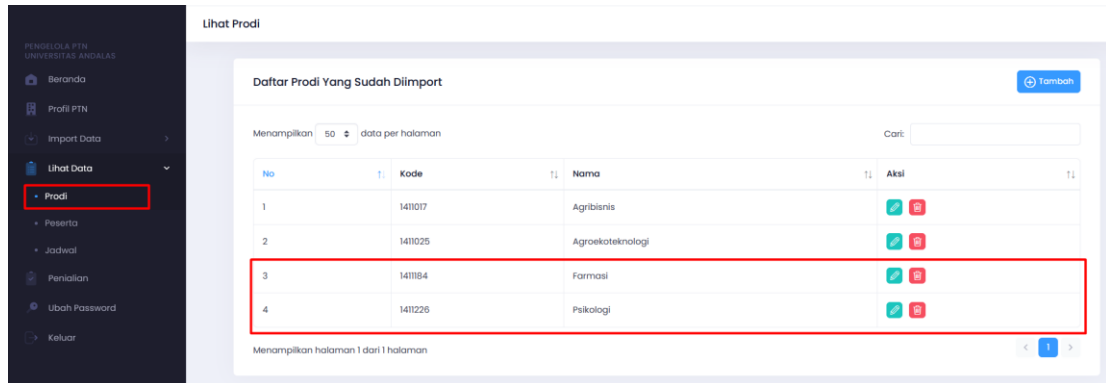 Lihat Prodi
PENGELOLA PTN
UNIVERSITAS ANDALAS
Beranda
Profil PTN
Import Data
Lihat Data
Prodi
Peserta
Jadwal
Penialian
Ubah Password
Keluar
Daftar Prodi Yang Sudah Diimport
Tambah
Menampilkan 50 data per halaman
Cari:
No Kode Nama Aksi
1 1411017 Agribisnis
2 1411025 Agroekoteknologi
3 1411184 Farmasi
4 1411226 Psikologi
Menampilkan halaman 1 dari 1 halaman
< 1 >